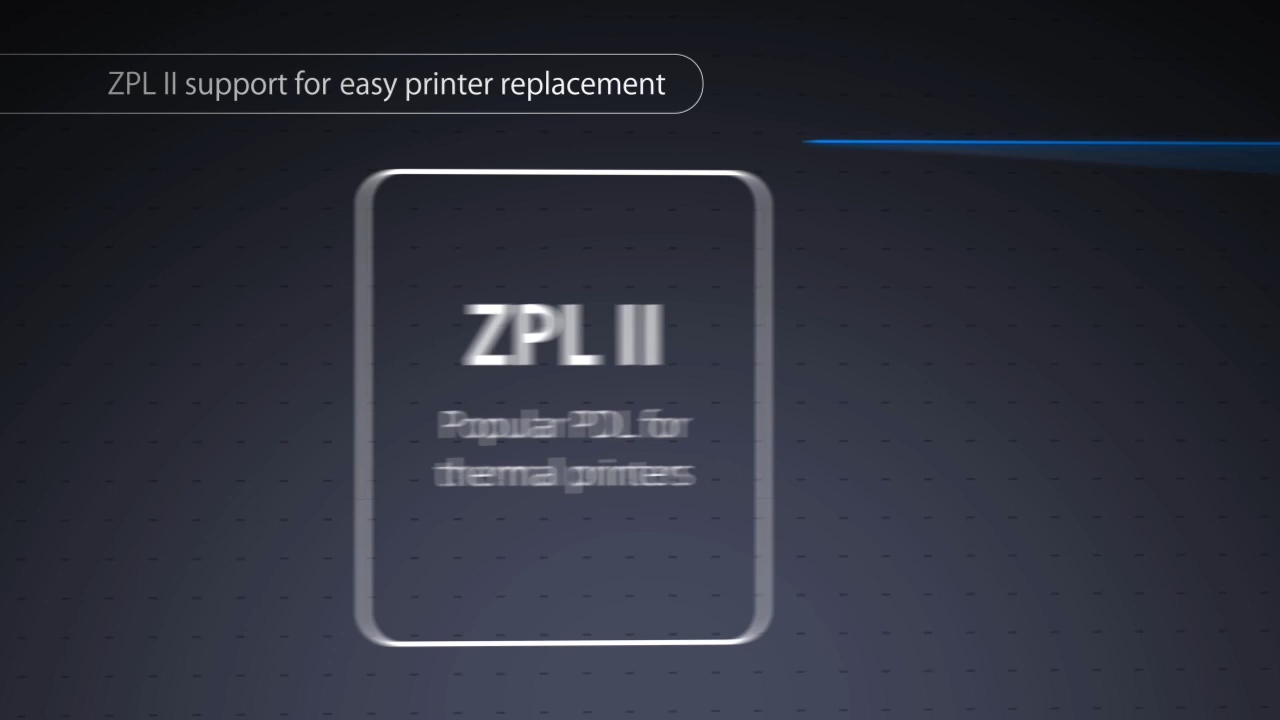 ZPL II support for easy printer replacement
ZPL II
Popular PDL for
thermal printers